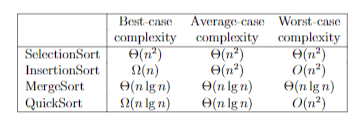 Best-case Average-case Worst-case
complexity complexity complexity
SelectionSort Θ(n²) Θ(n²) Θ(n²)
InsertionSort Ω(n) Θ(n²) O(n²)
MergeSort Θ(n lg n) Θ(n lg n) Θ(n lg n)
QuickSort Ω(n lg n) Θ(n lg n) O(n²)